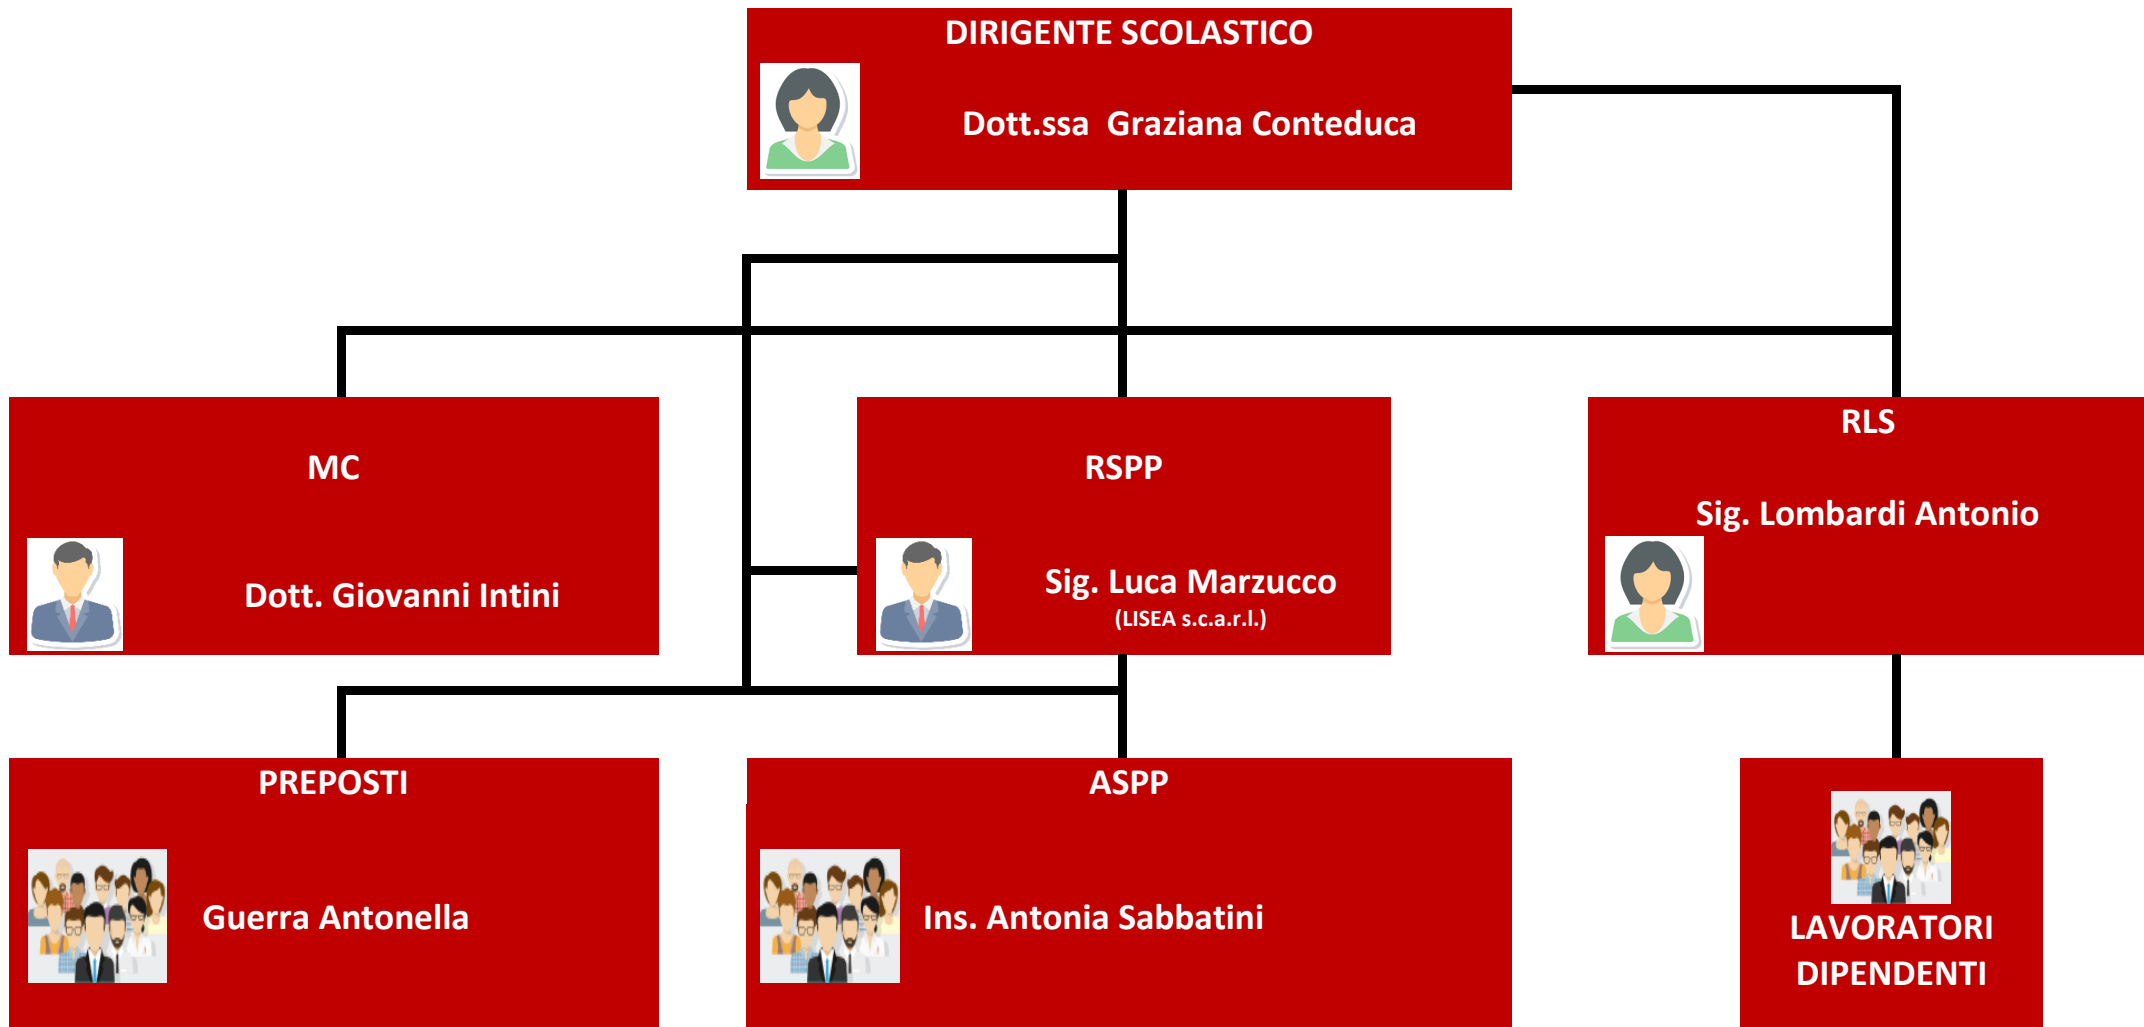 DIRIGENTE SCOLASTICO
Dott.ssa  Graziana Conteduca
MC
Dott. Giovanni Intini
RSPP
Sig. Luca Marzucco
(LISEA s.c.a.r.l.)
RLS
Sig. Lombardi Antonio
PREPOSTI
Guerra Antonella
ASPP
Ins. Antonia Sabbatini
LAVORATORI
DIPENDENTI